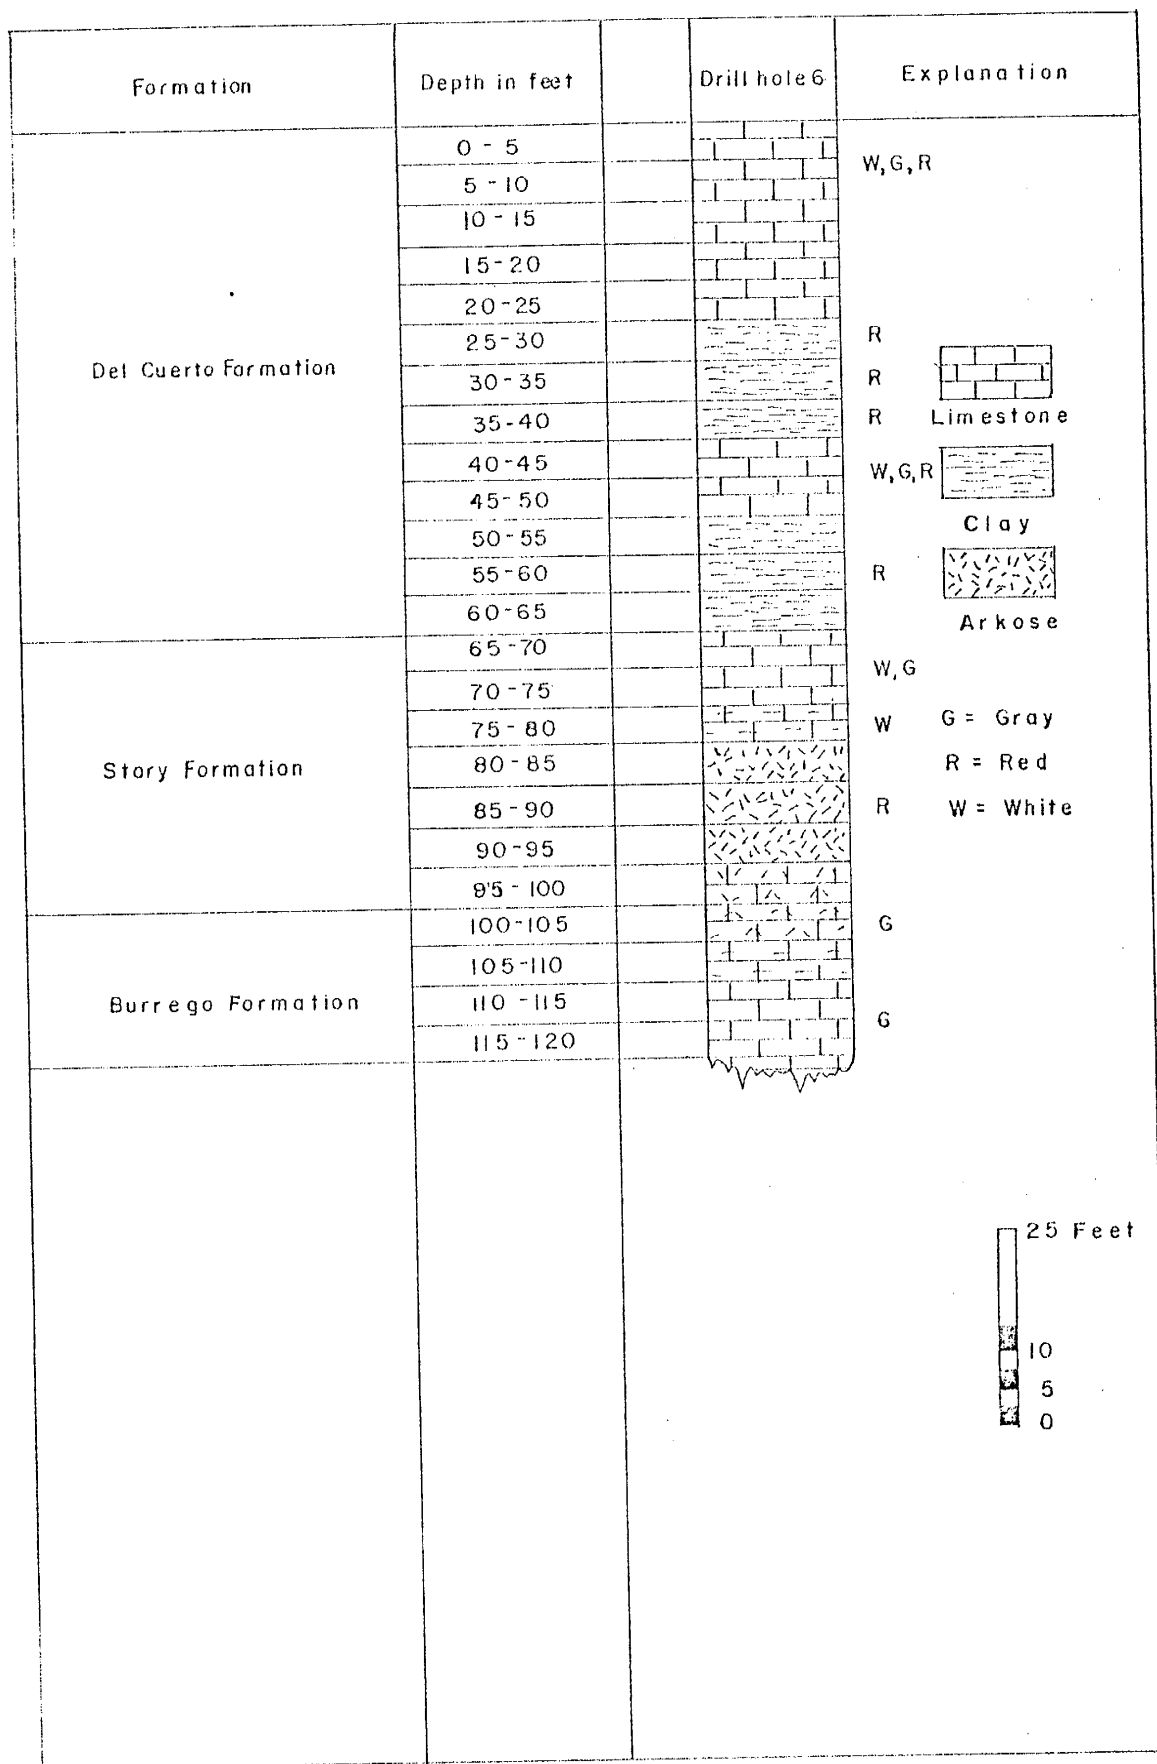 Formation
Depth in feet
Drill hole 6
Explanation
Del Cuerto Formation
0 - 5
5 - 10
10 - 15
15 - 20
20 - 25
25 - 30
30 - 35
35 - 40
40 - 45
45 - 50
50 - 55
55 - 60
60 - 65
Story Formation
65 - 70
70 - 75
75 - 80
80 - 85
85 - 90
90 - 95
95 - 100
Burrego Formation
100 - 105
105 - 110
110 - 115
115 - 120
W, G, R
R
R
R
W, G, R
R
W, G
W
R
G
G
Limestone
Clay
Arkose
G = Gray
R = Red
W = White
25 Feet
10
5
0